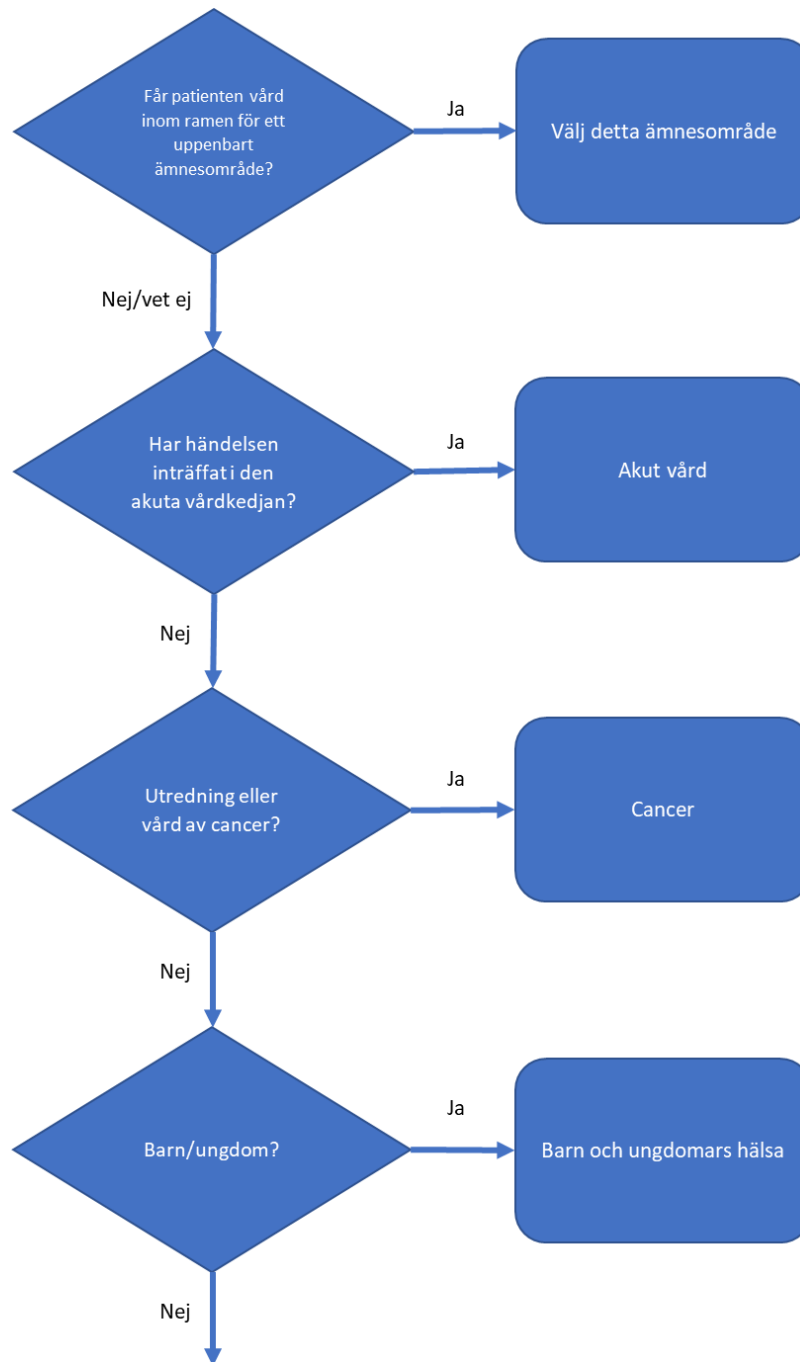 Får patienten vård
inom ramen för ett
uppenbart
ämnesområde?
Ja
Välj detta ämnesområde
Nej/vet ej
Har händelsen
inträffat i den
akuta vårdkedjan?
Ja
Akut vård
Nej
Utredning eller
vård av cancer?
Ja
Cancer
Nej
Barn/ungdom?
Ja
Barn och ungdomars hälsa
Nej